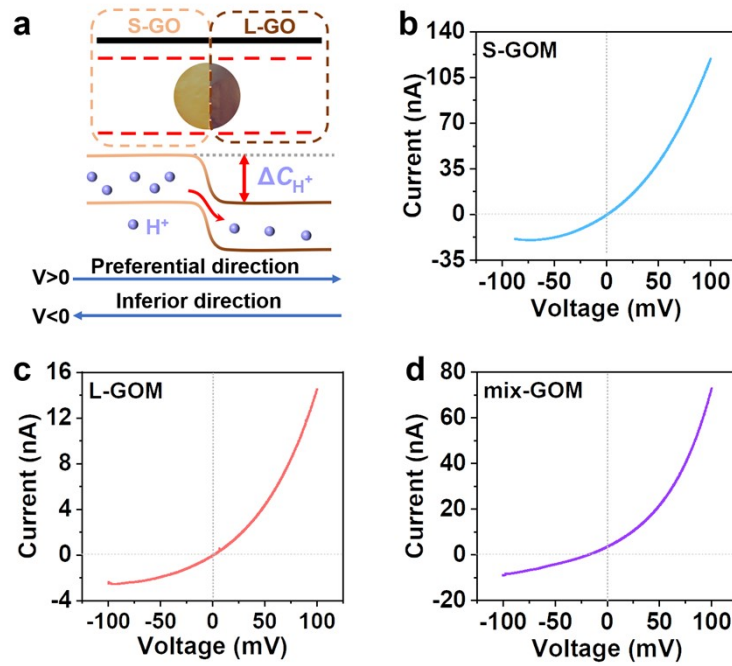 a
S-GO L-GO
ΔC_H+
H+
Preferential direction
V>0
Inferior direction
V<0
b
S-GOM
140
105
70
35
0
-35
-100 -50 0 50 100
Voltage (mV)
Current (nA)
c
L-GOM
16
12
8
4
0
-4
-100 -50 0 50 100
Voltage (mV)
Current (nA)
d
mix-GOM
80
60
40
20
0
-20
-100 -50 0 50 100
Voltage (mV)
Current (nA)